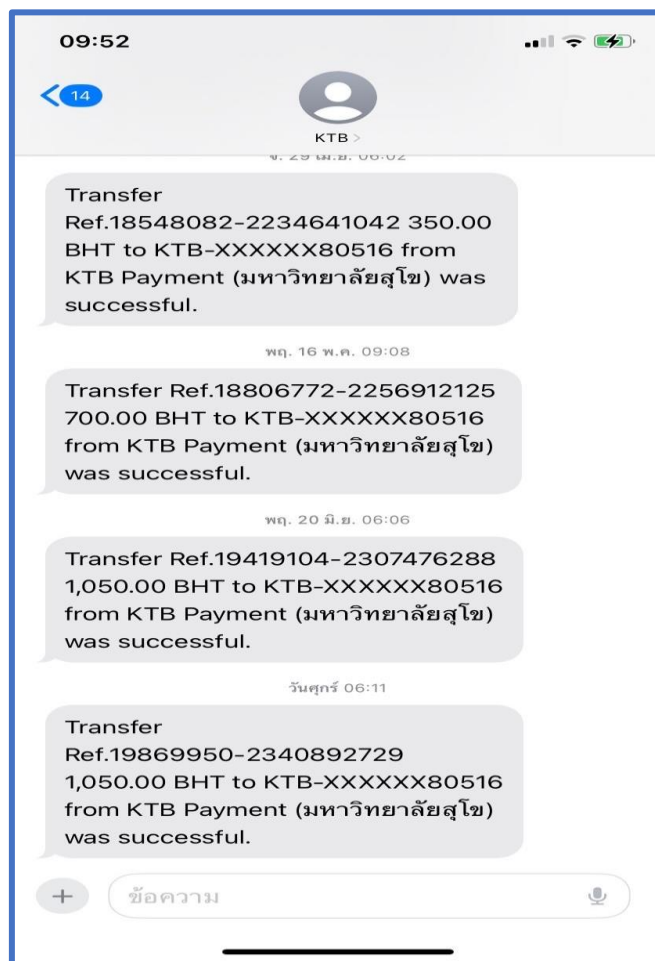 09:52
14
KTB >
จ. 29 เม.ย. 06:02
Transfer
Ref.18548082-2234641042 350.00
BHT to KTB-XXXXXX80516 from
KTB Payment (มหาวิทยาลัยสุโข) was
successful.
พฤ. 16 พ.ค. 09:08
Transfer Ref.18806772-2256912125
700.00 BHT to KTB-XXXXXX80516
from KTB Payment (มหาวิทยาลัยสุโข)
was successful.
พฤ. 20 มิ.ย. 06:06
Transfer Ref.19419104-2307476288
1,050.00 BHT to KTB-XXXXXX80516
from KTB Payment (มหาวิทยาลัยสุโข)
was successful.
วันศุกร์ 06:11
Transfer
Ref.19869950-2340892729
1,050.00 BHT to KTB-XXXXXX80516
from KTB Payment (มหาวิทยาลัยสุโข)
was successful.
ข้อความ